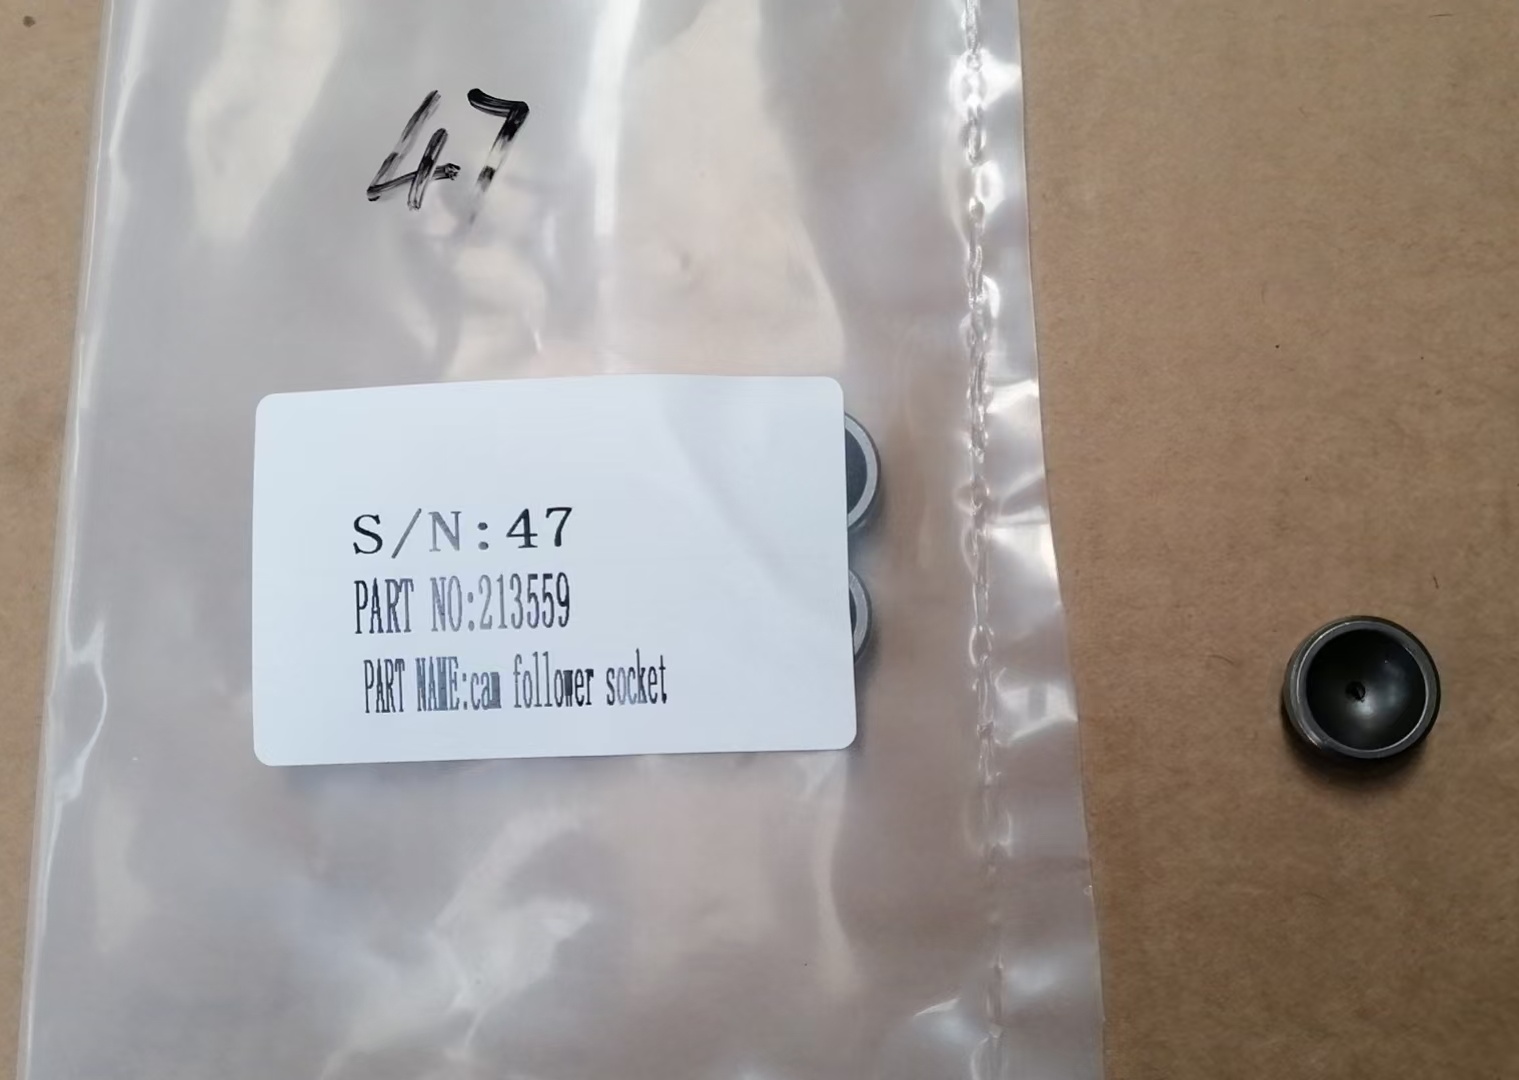 47
S/N:47
PART NO:213559
PART NAME:cam follower socket